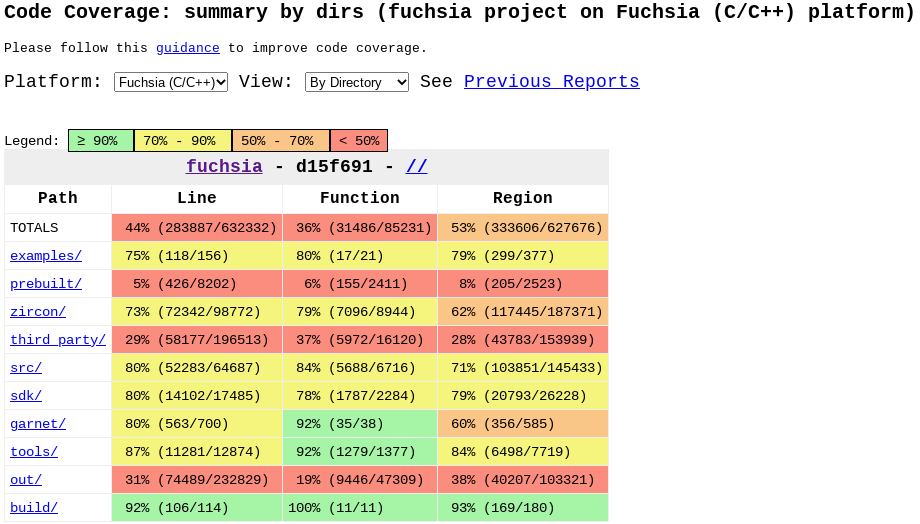 Code Coverage: summary by dirs (fuchsia project on Fuchsia (C/C++) platform)
Please follow this guidance to improve code coverage.
Platform: Fuchsia (C/C++) View: By Directory See Previous Reports
Legend: ≥ 90% 70% - 90% 50% - 70% < 50%
fuchsia - d15f691 - //
Path Line Function Region
TOTALS 44% (283887/632332) 36% (31486/85231) 53% (333606/627676)
examples/ 75% (118/156) 80% (17/21) 79% (299/377)
prebuilt/ 5% (426/8202) 6% (155/2411) 8% (205/2523)
zircon/ 73% (72342/98772) 79% (7096/8944) 62% (117445/187371)
third_party/ 29% (58177/196513) 37% (5972/16120) 28% (43783/153939)
src/ 80% (52283/64687) 84% (5688/6716) 71% (103851/145433)
sdk/ 80% (14102/17485) 78% (1787/2284) 79% (20793/26228)
garnet/ 80% (563/700) 92% (35/38) 60% (356/585)
tools/ 87% (11281/12874) 92% (1279/1377) 84% (6498/7719)
out/ 31% (74489/232829) 19% (9446/47309) 38% (40207/103321)
build/ 92% (106/114) 100% (11/11) 93% (169/180)